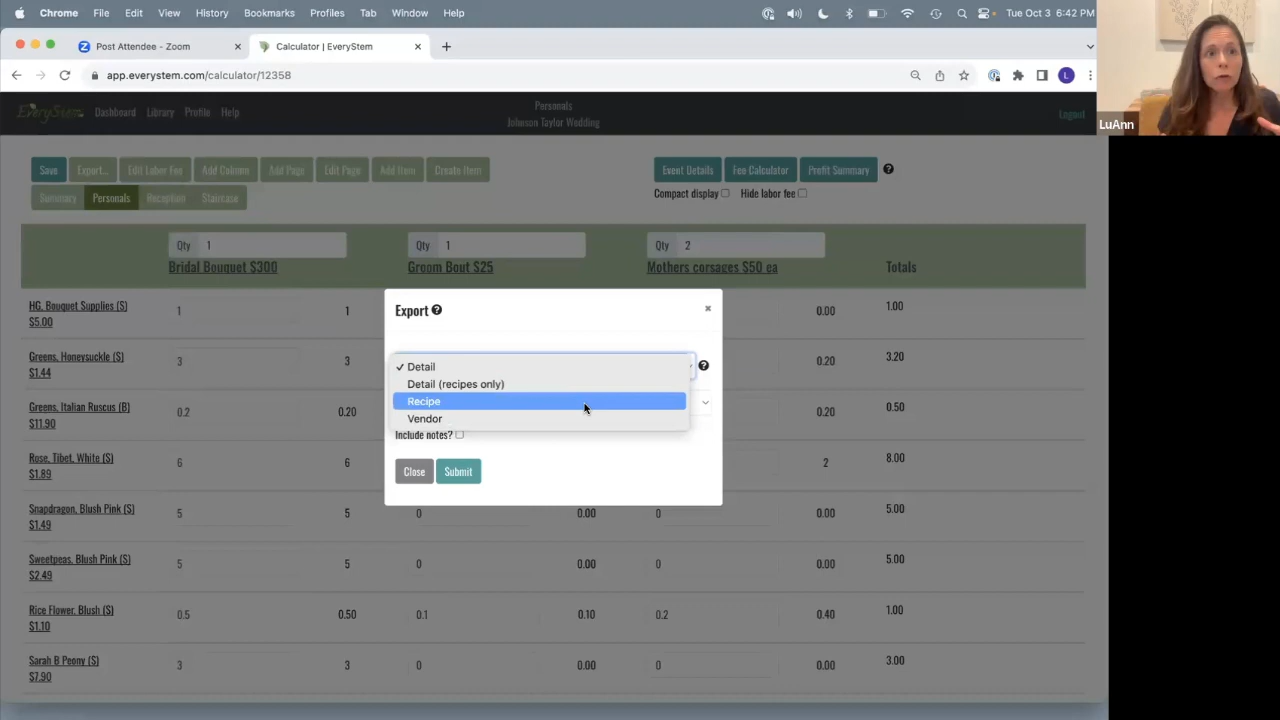 Chrome File Edit View History Bookmarks Profiles Tab Window Help Tue Oct 3 6:42 PM
Post Attendee - Zoom × Calculator | EveryStem × +
app.everystem.com/calculator/12358 L
LuAnn
EveryStem Dashboard Library Profile Help
Personals
Johnson Taylor Wedding
Logout
Save Export... Edit Labor Fee Add Column Add Page Edit Page Add Item Create Item
Event Details Fee Calculator Profit Summary ?
Summary Personals Reception Staircase
Compact display Hide labor fee
Qty 1 Qty 1 Qty 2
Bridal Bouquet $300 Groom Bout $25 Mothers corsages $50 ea Totals
HG, Bouquet Supplies (S) 1 1 0.00 1.00
$5.00
Greens, Honeysuckle (S) 3 3 0.20 3.20
$1.44
Greens, Italian Ruscus (B) 0.2 0.20 0.20 0.50
$11.90
Rose, Tibet, White (S) 6 6 2 8.00
$1.89
Snapdragon, Blush Pink (S) 5 5 0 0.00 0 0.00 5.00
$1.49
Sweetpeas, Blush Pink (S) 5 5 0 0.00 0 0.00 5.00
$2.49
Rice Flower, Blush (S) 0.5 0.50 0.1 0.10 0.2 0.40 1.00
$1.10
Sarah B Peony (S) 3 3 0 0.00 0 0.00 3.00
$7.90
Export ? ×
✓ Detail ?
Detail (recipes only)
Recipe
Vendor
Include notes?
Close Submit